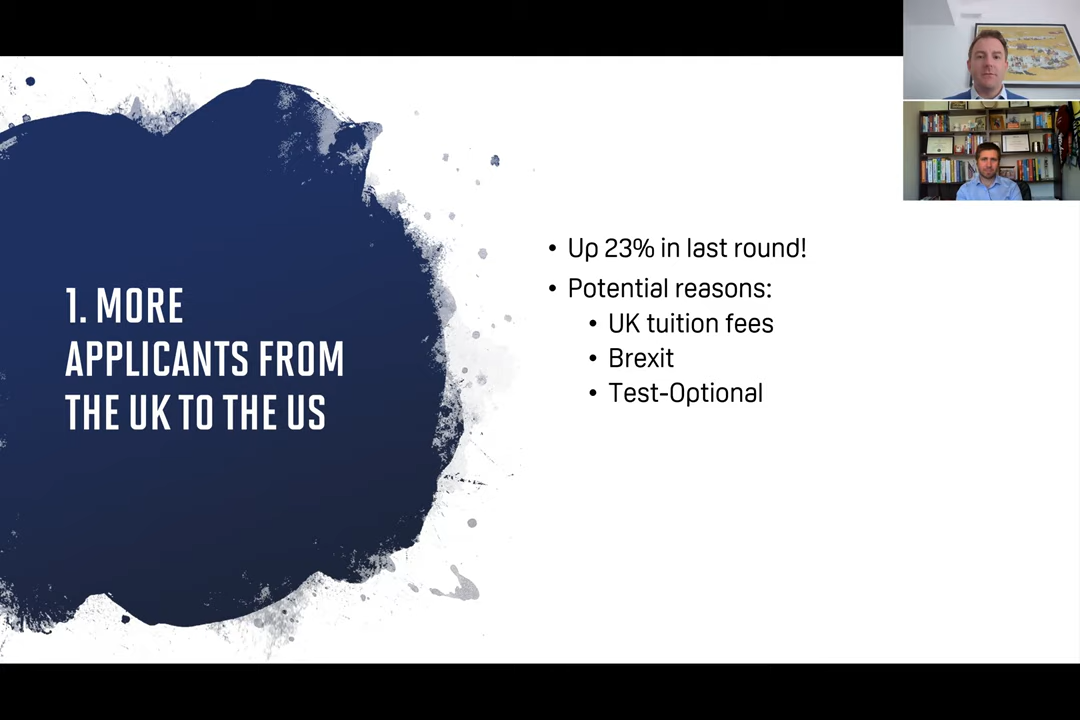 1. MORE
APPLICANTS FROM
THE UK TO THE US
• Up 23% in last round!
• Potential reasons:
• UK tuition fees
• Brexit
• Test-Optional